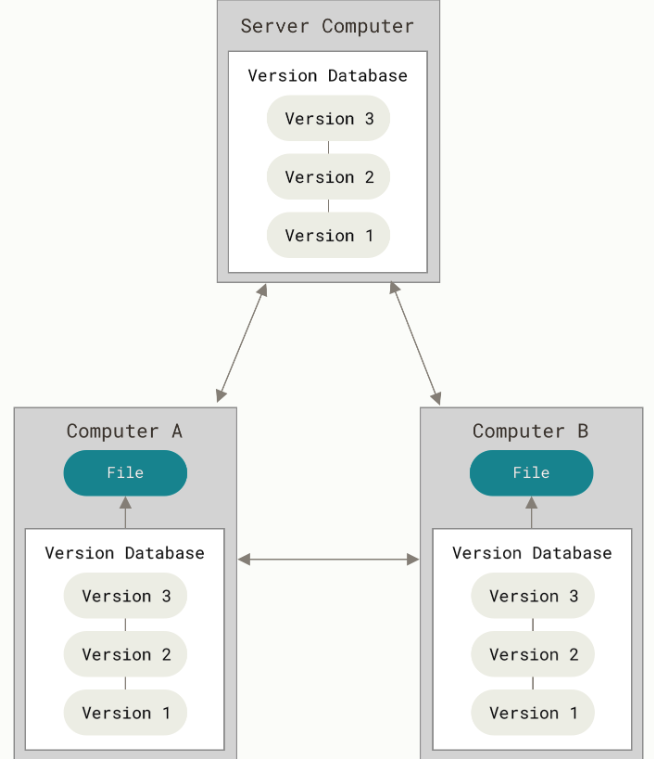 Server Computer
Version Database
Version 3
Version 2
Version 1
Computer A
File
Version Database
Version 3
Version 2
Version 1
Computer B
File
Version Database
Version 3
Version 2
Version 1